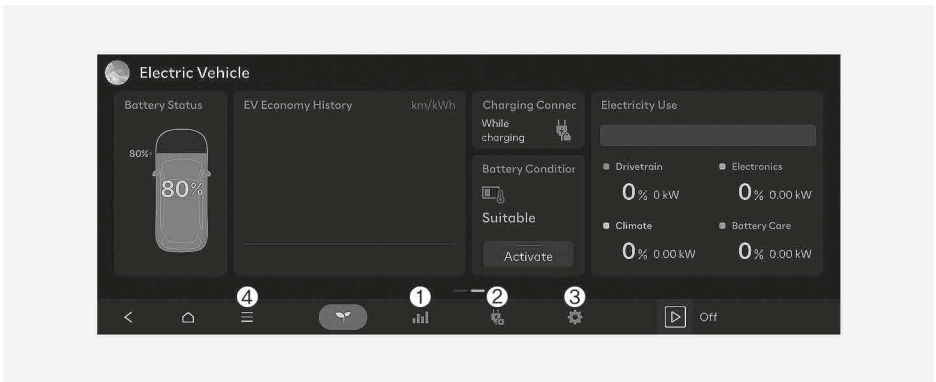 Electric Vehicle
Battery Status
80%
80%
EV Economy History
km/kWh
Charging Connec
While
charging
Battery Condition
Suitable
Activate
Electricity Use
Drivetrain
0% 0 kW
Electronics
0% 0.00 kW
Climate
0% 0.00 kW
Battery Care
0% 0.00 kW
4
1
2
3
Off